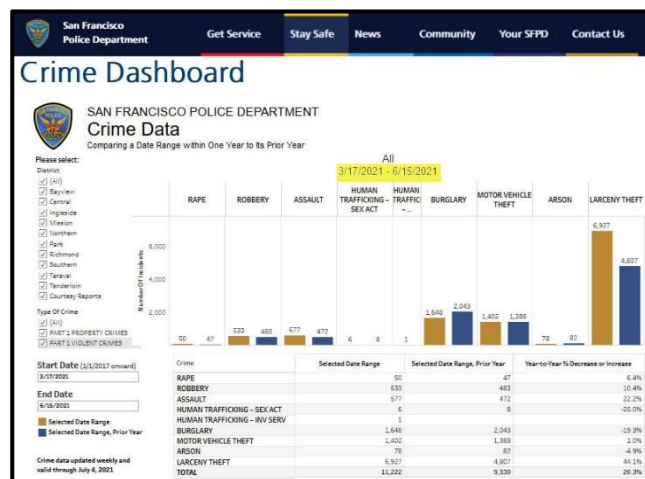 San Francisco
Police Department
Get Service
Stay Safe
News
Community
Your SFPD
Contact Us
Crime Dashboard
SAN FRANCISCO POLICE DEPARTMENT
Crime Data
Comparing a Date Range within One Year to Its Prior Year
Please select:
District
(All)
Bayview
Central
Ingleside
Mission
Northern
Park
Richmond
Southern
Taraval
Tenderloin
Courtesy Reports
Type Of Crime
(All)
PART 1 PROPERTY CRIMES
PART 1 VIOLENT CRIMES
Start Date (1/1/2017 onward)
3/17/2021
End Date
6/15/2021
Selected Date Range
Selected Date Range, Prior Year
Crime data updated weekly and
valid through July 4, 2021
All
3/17/2021 - 6/15/2021
RAPE
ROBBERY
ASSAULT
HUMAN
TRAFFICKING –
SEX ACT
HUMAN
TRAFFIC
– ..
BURGLARY
MOTOR VEHICLE
THEFT
ARSON
LARCENY THEFT
Number Of Incidents
6,000
4,000
2,000
50 47
533 483
577 472
6 8
1
1,648 2,043
1,402 1,388
78 82
6,927 4,807
Crime Selected Date Range Selected Date Range, Prior Year Year-to-Year % Decrease or Increase
RAPE 50 47 6.4%
ROBBERY 533 483 10.4%
ASSAULT 577 472 22.2%
HUMAN TRAFFICKING – SEX ACT 6 8 -25.0%
HUMAN TRAFFICKING – INV SERV 1
BURGLARY 1,648 2,043 -19.3%
MOTOR VEHICLE THEFT 1,402 1,388 1.0%
ARSON 78 82 -4.9%
LARCENY THEFT 6,927 4,807 44.1%
TOTAL 11,222 9,330 20.3%